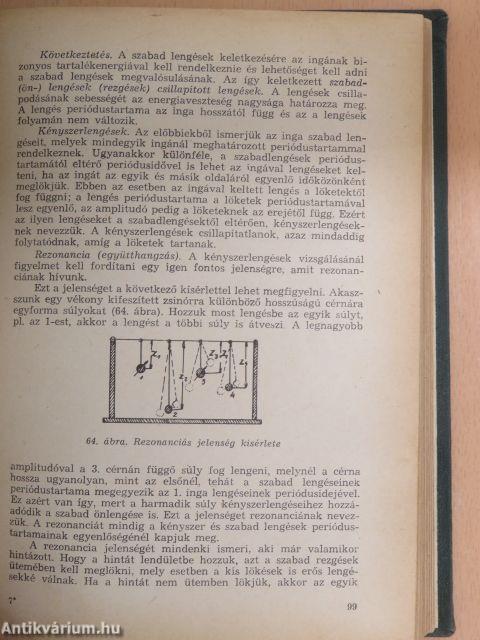 Következtetés. A szabad lengések keletkezésére az ingának bi-
zonyos tartalékenergiával kell rendelkeznie és lehetőséget kell adni
a szabad lengések megvalósulásának. Az így keletkezett szabad-
(ön-) lengések (rezgések) csillapított lengések. A lengések csilla-
podásának sebességét az energiaveszteség nagysága határozza meg.
A lengés periódustartama az inga hosszától függ és az a lengések
folyamán nem változik.
Kényszerlengések. Az előbbiekből ismerjük az inga szabad len-
géseit, melyek mindegyik ingánál meghatározott periódustartammal
rendelkeznek. Ugyanakkor különféle, a szabadlengések periódus-
tartamától eltérő periódusidővel is lehet az ingával lengéseket kel-
teni, ha az ingát az egyik és másik oldaláról egyenlő időközönként
meglökjük. Ebben az esetben az ingával keltett lengés a löketektől
fog függni; a lengés periódustartama a löketek periódustartamával
lesz egyenlő, az amplitudó pedig a löketeknek az erejétől függ. Ezért
az ilyen lengéseket a szabadlengésektől eltérően, kényszerlengések-
nek nevezzük. A kényszerlengések csillapítatlanok, azaz mindaddig
folytatódnak, amíg a löketek tartanak.
Rezonancia (együtthangzás). A kényszerlengések vizsgálásánál
figyelmet kell fordítani egy igen fontos jelenségre, amit rezonan-
ciának hívunk.
Ezt a jelenséget a következő kísérlettel lehet megfigyelni. Akasz-
szunk egy vékony kifeszített zsinórra különböző hosszúságú cérnára
egyforma súlyokat (64. ábra). Hozzuk most lengésbe az egyik súlyt,
pl. az 1-est, akkor a lengést a többi súly is átveszi. A legnagyobb
1
2
3
4
64. ábra. Rezonanciás jelenség kísérlete
amplitudóval a 3. cérnán függő súly fog lengeni, melynél a cérna
hossza ugyanolyan, mint az elsőnél, tehát a szabad lengéseinek
periódustartama megegyezik az 1. inga lengéseinek periódusidejével.
Ez azért van így, mert a harmadik súly kényszerlengéseihez hozzá-
adódik a szabad önlengése is. Ezt a jelenséget rezonanciának nevez-
zük. A rezonanciát mindig a kényszer és szabad lengések periódus-
tartamainak egyenlőségénél kapjuk meg.
A rezonancia jelenségét mindenki ismeri, aki már valamikor
hintázott. Hogy a hintát lendületbe hozzuk, azt a szabad rezgések
ütemében kell meglökni, mely esetben a kis lökések is erős lengé-
sekké válnak. Ha a hintát nem ütemben lökjük, akkor az egyik
7*
99
Antikvárium.hu